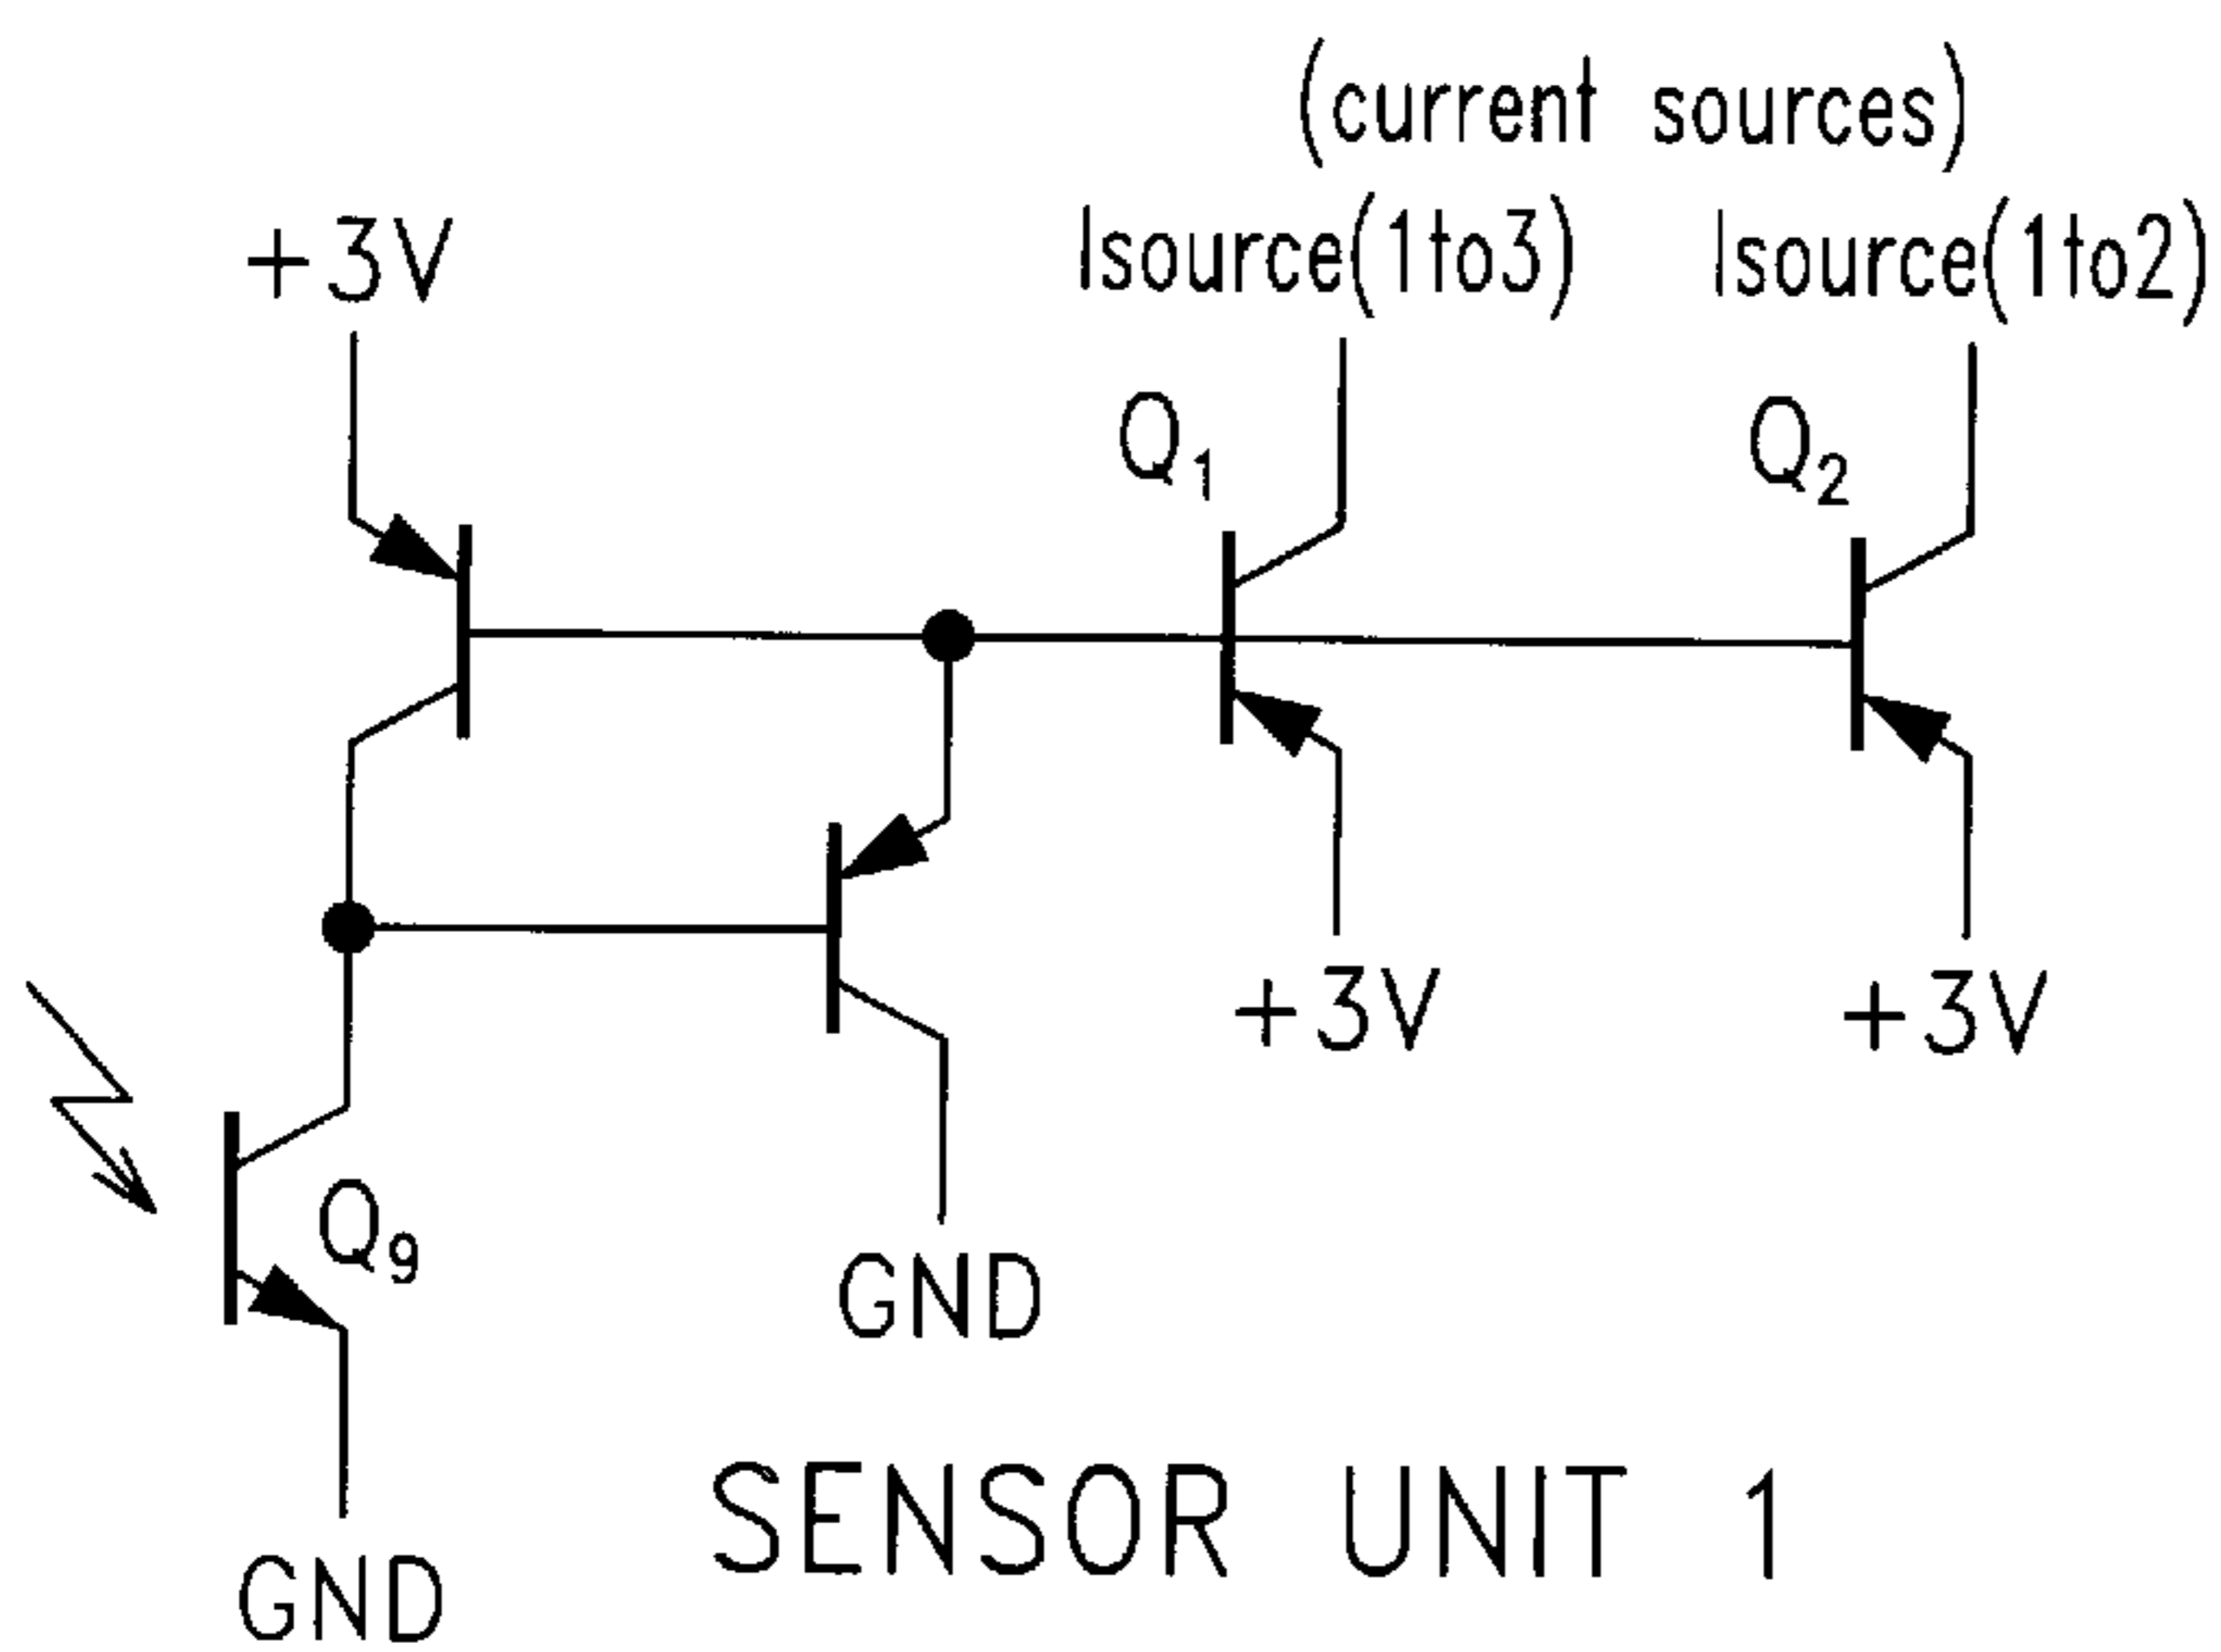 (current sources)
+3V Isource(1to3) Isource(1to2)
Q1 Q2
+3V +3V
Q9
GND
SENSOR UNIT 1
GND